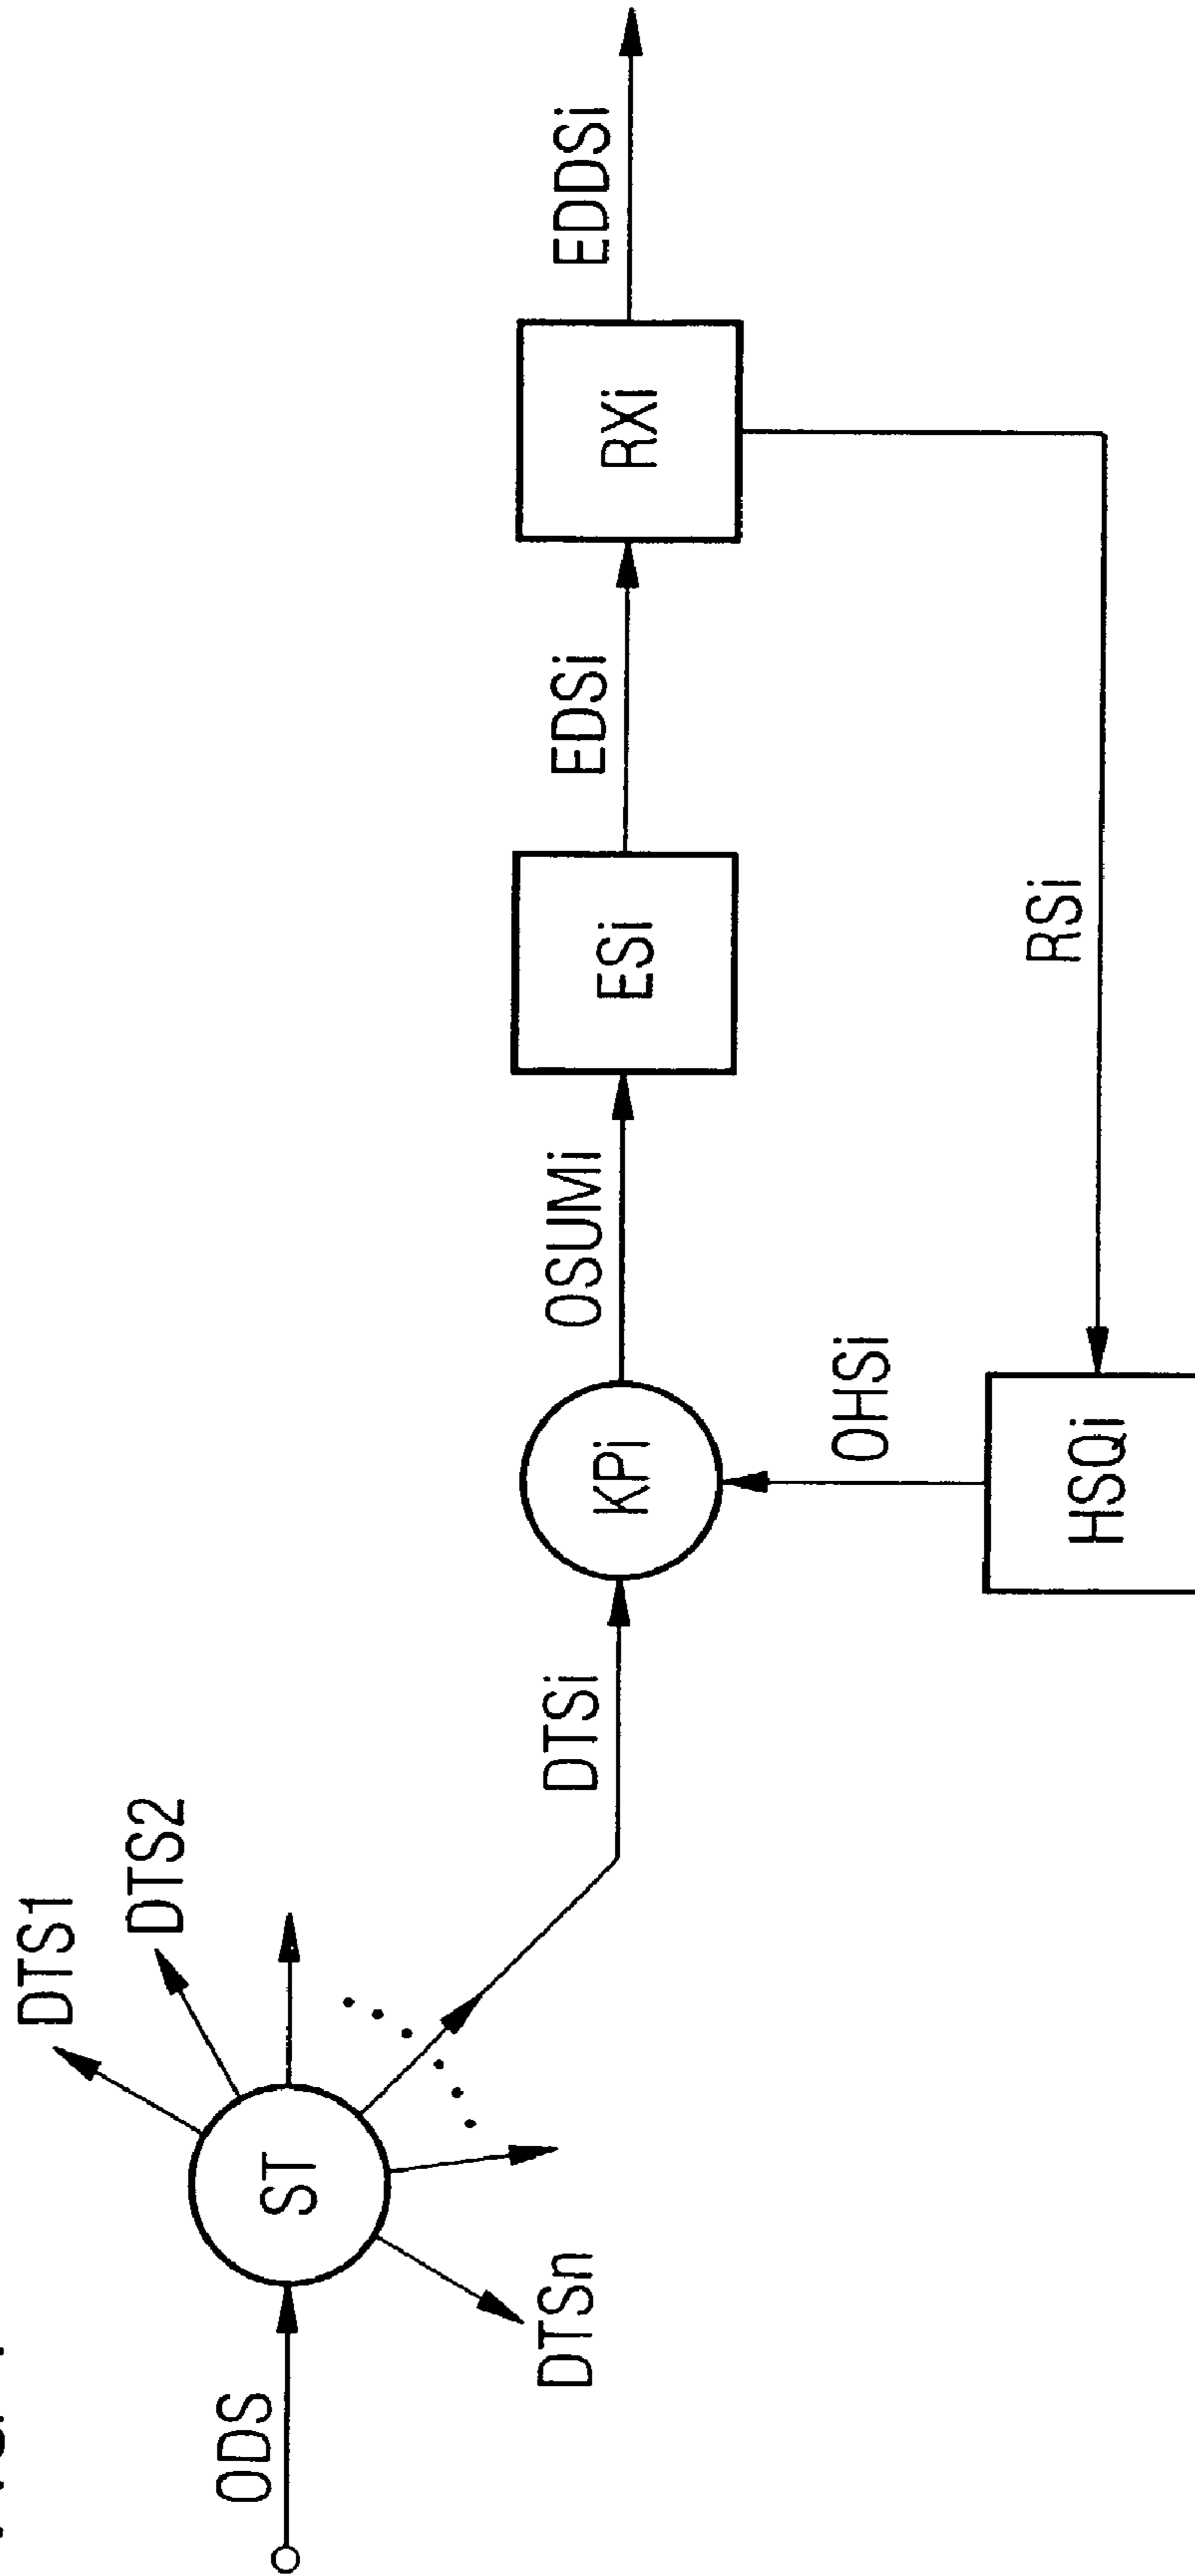 DTS1
DTS2
ODS
ST
DTSn
DTSi
KPi
OSUMi
ESi
EDSi
RXi
EDDSi
OHSi
RSi
HSQi